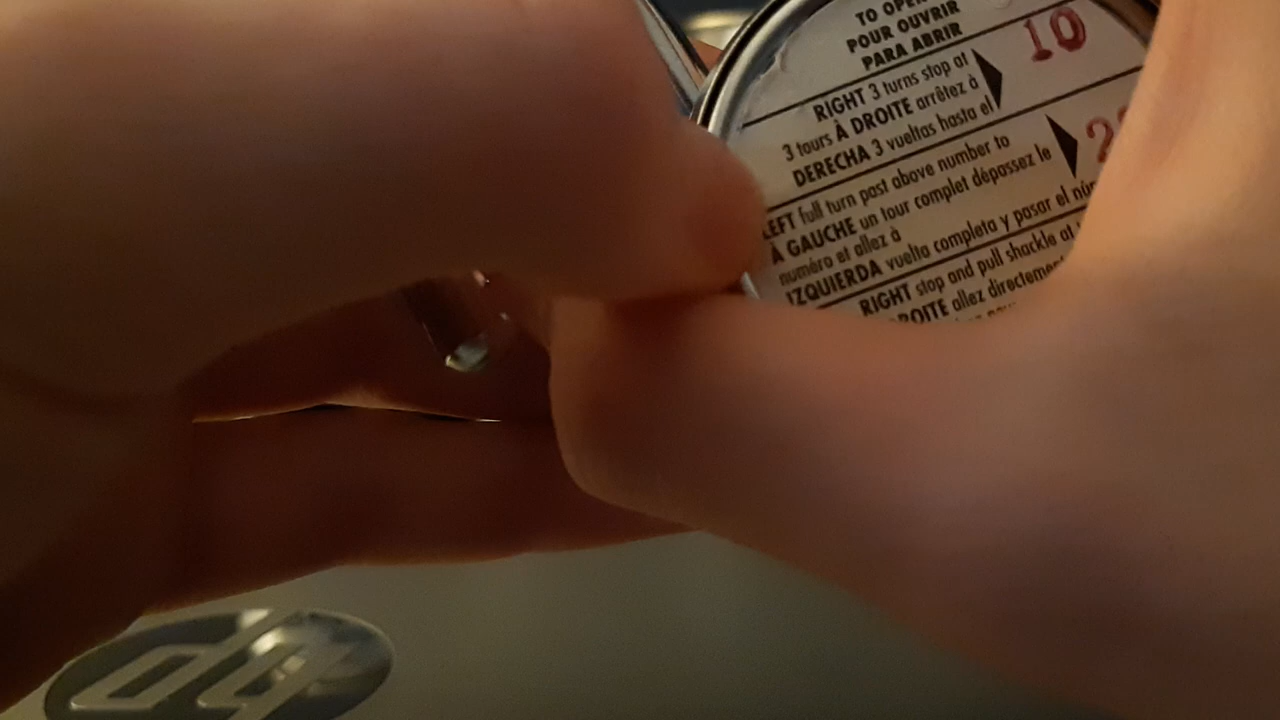 TO OPEN
POUR OUVRIR
PARA ABRIR
RIGHT 3 turns stop at
3 tours À DROITE arrêtez à
DERECHA 3 vueltas hasta el
10
LEFT full turn past above number to
À GAUCHE un tour complet dépassez le
numéro et allez à
IZQUIERDA vuelta completa y pasar el
RIGHT stop and pull shackle at
DROITE allez
hp